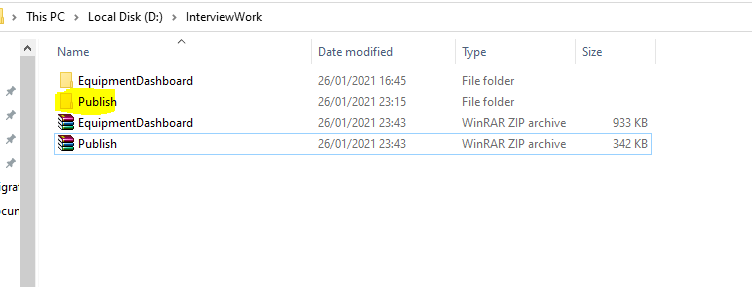 This PC > Local Disk (D:) > InterviewWork
Name Date modified Type Size
EquipmentDashboard 26/01/2021 16:45 File folder
Publish 26/01/2021 23:15 File folder
EquipmentDashboard 26/01/2021 23:43 WinRAR ZIP archive 933 KB
Publish 26/01/2021 23:43 WinRAR ZIP archive 342 KB
igrat
ocun